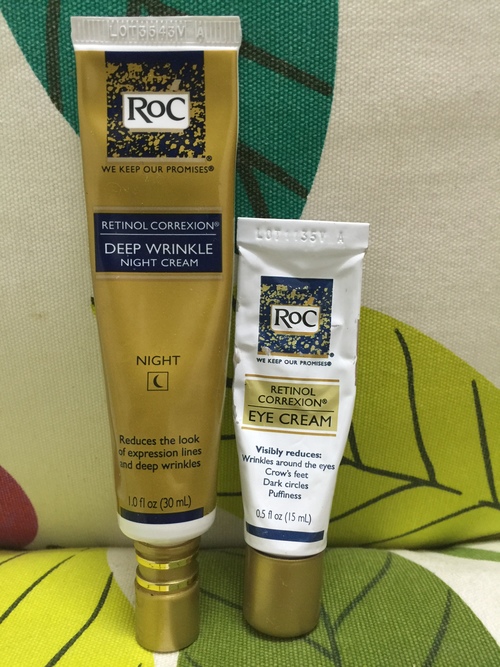 LOT3343V A
RoC
WE KEEP OUR PROMISES®
RETINOL CORREXION®
DEEP WRINKLE
NIGHT CREAM
NIGHT
Reduces the look
of expression lines
and deep wrinkles
1.0 fl oz (30 mL)
RoC
WE KEEP OUR PROMISES®
RETINOL
CORREXION®
EYE CREAM
Visibly reduces:
Wrinkles around the eyes
Crow's feet
Dark circles
Puffiness
0.5 fl oz (15 mL)